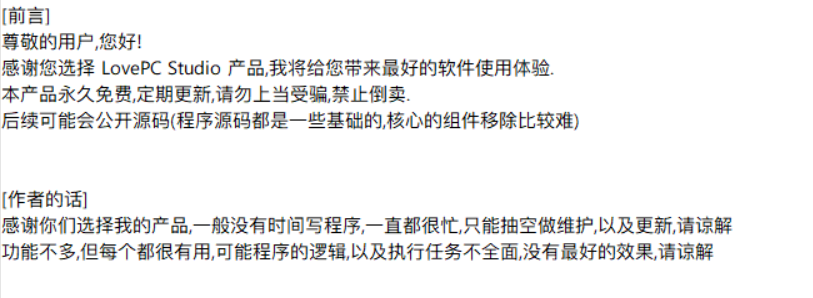 [前言]
尊敬的用户,您好!
感谢您选择 LovePC Studio 产品,我将给您带来最好的软件使用体验.
本产品永久免费,定期更新,请勿上当受骗,禁止倒卖.
后续可能会公开源码(程序源码都是一些基础的,核心的组件移除比较难)
[作者的话]
感谢你们选择我的产品,一般没有时间写程序,一直都很忙,只能抽空做维护,以及更新,请谅解
功能不多,但每个都很有用,可能程序的逻辑,以及执行任务不全面,没有最好的效果,请谅解